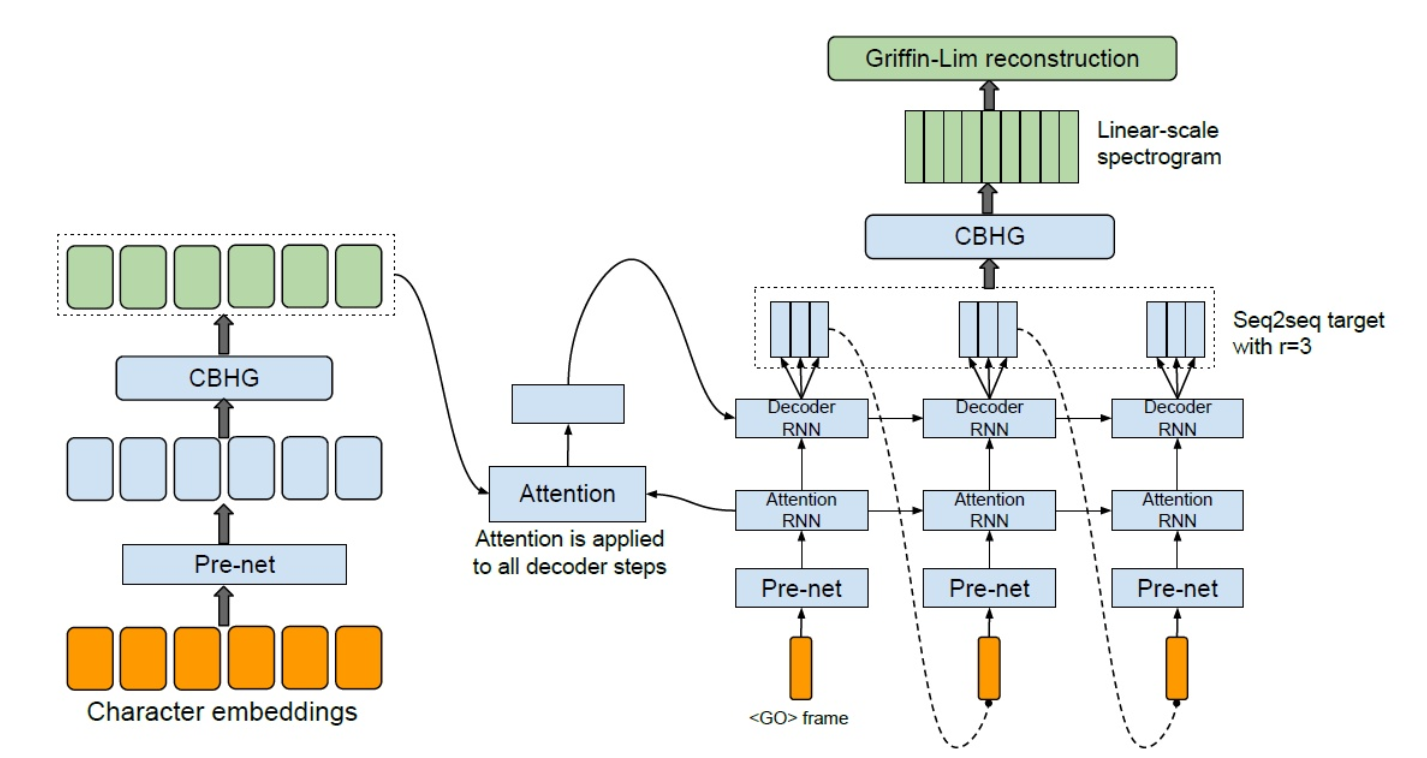 Griffin-Lim reconstruction
Linear-scale
spectrogram
CBHG
Seq2seq target
with r=3
CBHG
Decoder
RNN
Decoder
RNN
Decoder
RNN
Attention
Attention is applied
to all decoder steps
Attention
RNN
Attention
RNN
Attention
RNN
Pre-net
Pre-net
Pre-net
Pre-net
Character embeddings
<GO> frame